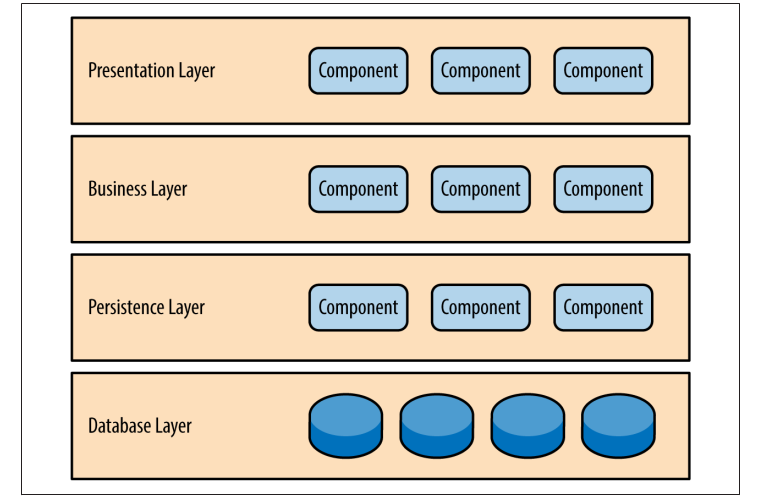 Presentation Layer
Component Component Component
Business Layer
Component Component Component
Persistence Layer
Component Component Component
Database Layer